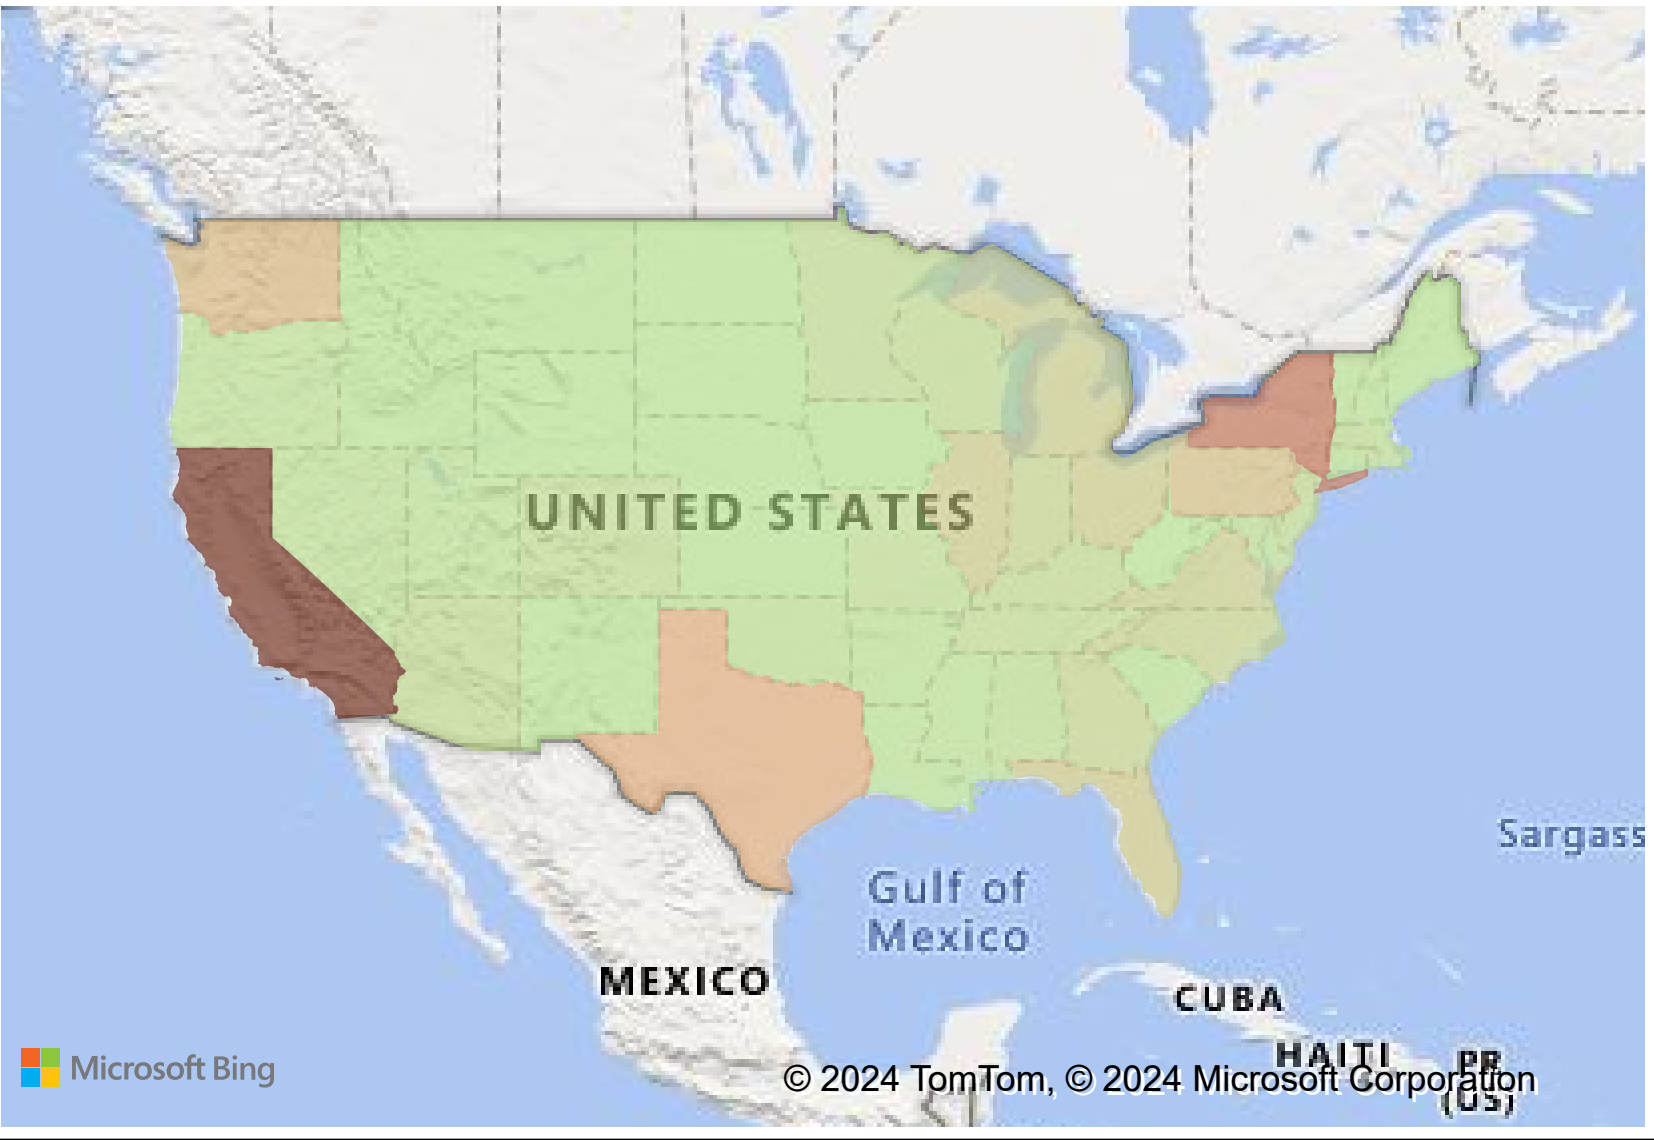 UNITED STATES
Sargass
Gulf of
Mexico
MEXICO
CUBA
HAITI
PR
(US)
Microsoft Bing
© 2024 TomTom, © 2024 Microsoft Corporation